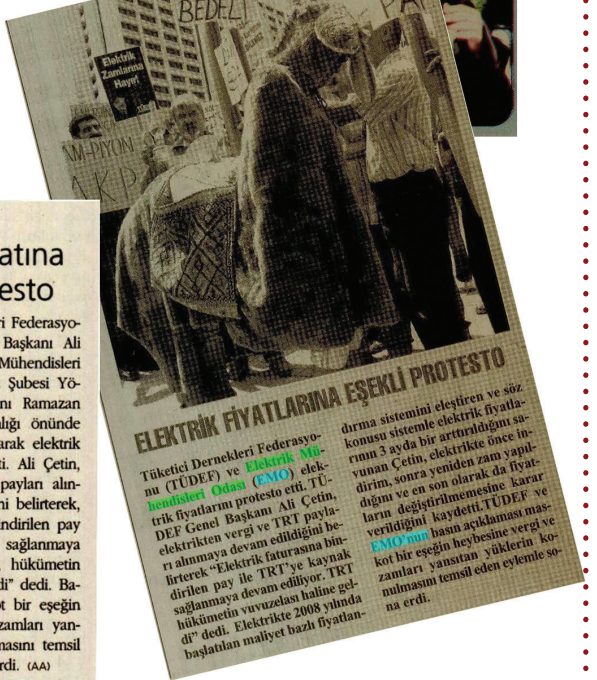 BEDELİ
PA
Elektrik
Zamlarına
Hayır!
AM-PİYON
AKP
ELEKTRİK FİYATLARINA EŞEKLİ PROTESTO
Tüketici Dernekleri Federasyo-
nu (TÜDEF) ve Elektrik Mü-
hendisleri Odası (EMO) elek-
trik fiyatlarını protesto etti. TÜ-
DEF Genel Başkanı Ali Çetin,
elektrikten vergi ve TRT payla-
rı alınmaya devam edildiğini be-
lirterek "Elektrik faturasına bin-
dirilen pay ile TRT'ye kaynak
sağlanmaya devam ediliyor. TRT
hükümetin vuvuzelası haline gel-
di" dedi. Elektrikte 2008 yılında
başlatılan maliyet bazlı fiyatlan-
dırma sistemini eleştiren ve söz
konusu sistemle elektrik fiyatla-
rının 3 ayda bir arttırıldığını sa-
vunan Çetin, elektrikte önce in-
dirim, sonra yeniden zam yapıl-
dığını ve en son olarak da fiyat-
ların değiştirilmemesine karar
verildiğini kaydetti.TÜDEF ve
EMO'nun basın açıklaması mas-
kot bir eşeğin heybesine vergi ve
zamları yansıtan yüklerin ko-
nulmasını temsil eden eylemle so-
na erdi.
atına
esto
ri Federasyo-
Başkanı Ali
Mühendisleri
Şubesi Yö-
nı Ramazan
lığı önünde
arak elektrik
ti. Ali Çetin,
payları alın-
ni belirterek,
ndirilen pay
sağlanmaya
hükümetin
di" dedi. Ba-
ot bir eşeğin
zamları yan-
masını temsil
rdi. (AA)